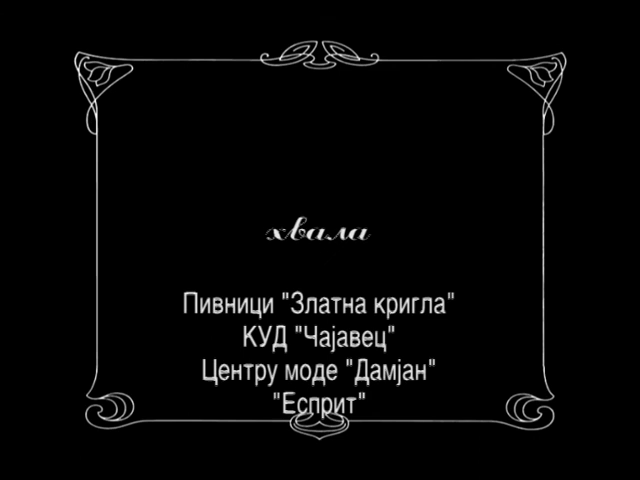 хвала
Пивници "Златна кригла"
КУД "Чајавец"
Центру моде "Дамјан"
"Есприт"